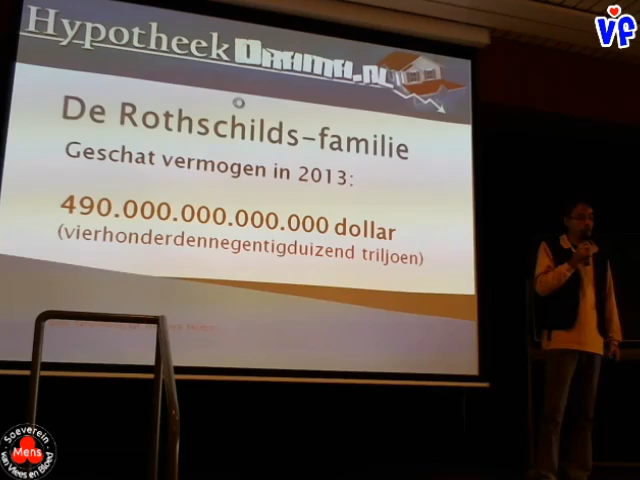 HypotheekDrama.nl
vf
De Rothschilds-familie
Geschat vermogen in 2013:
490.000.000.000.000 dollar
(vierhonderdennegentigduizend triljoen)
Soeverein
Mens
van Vlees en Bloed